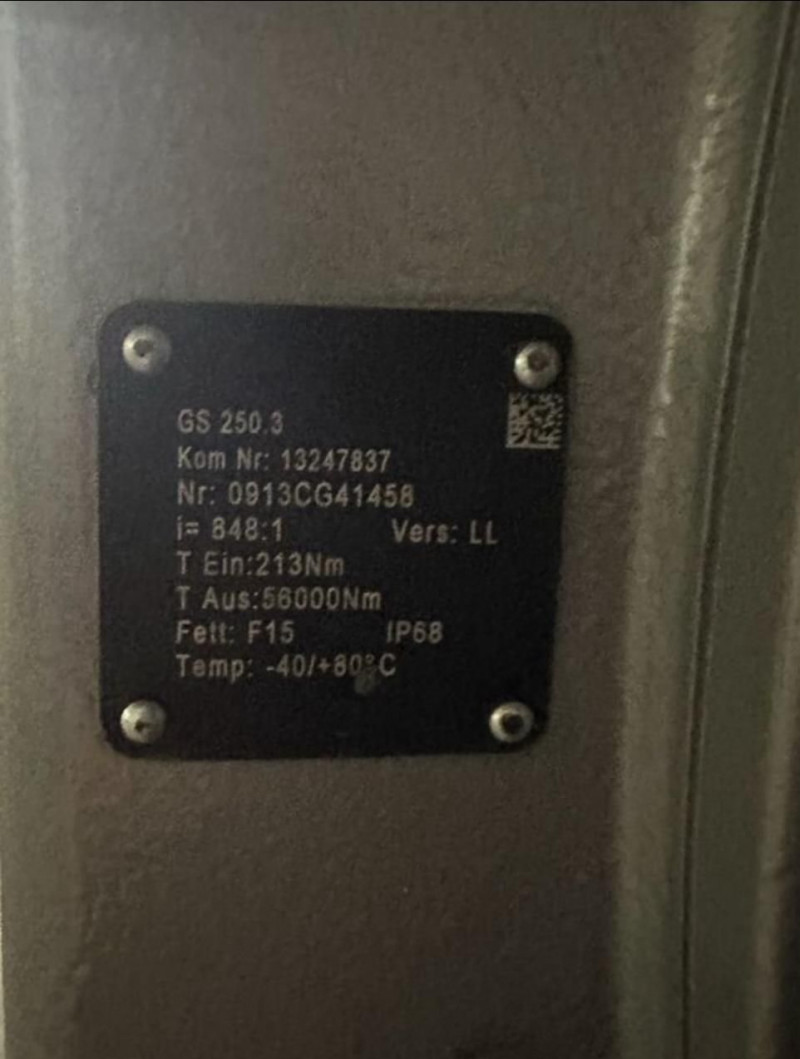 GS 250.3
Kom Nr: 13247837
Nr: 0913CG41458
i= 848:1 Vers: LL
T Ein:213Nm
T Aus:56000Nm
Fett: F15 IP68
Temp: -40/+80°C